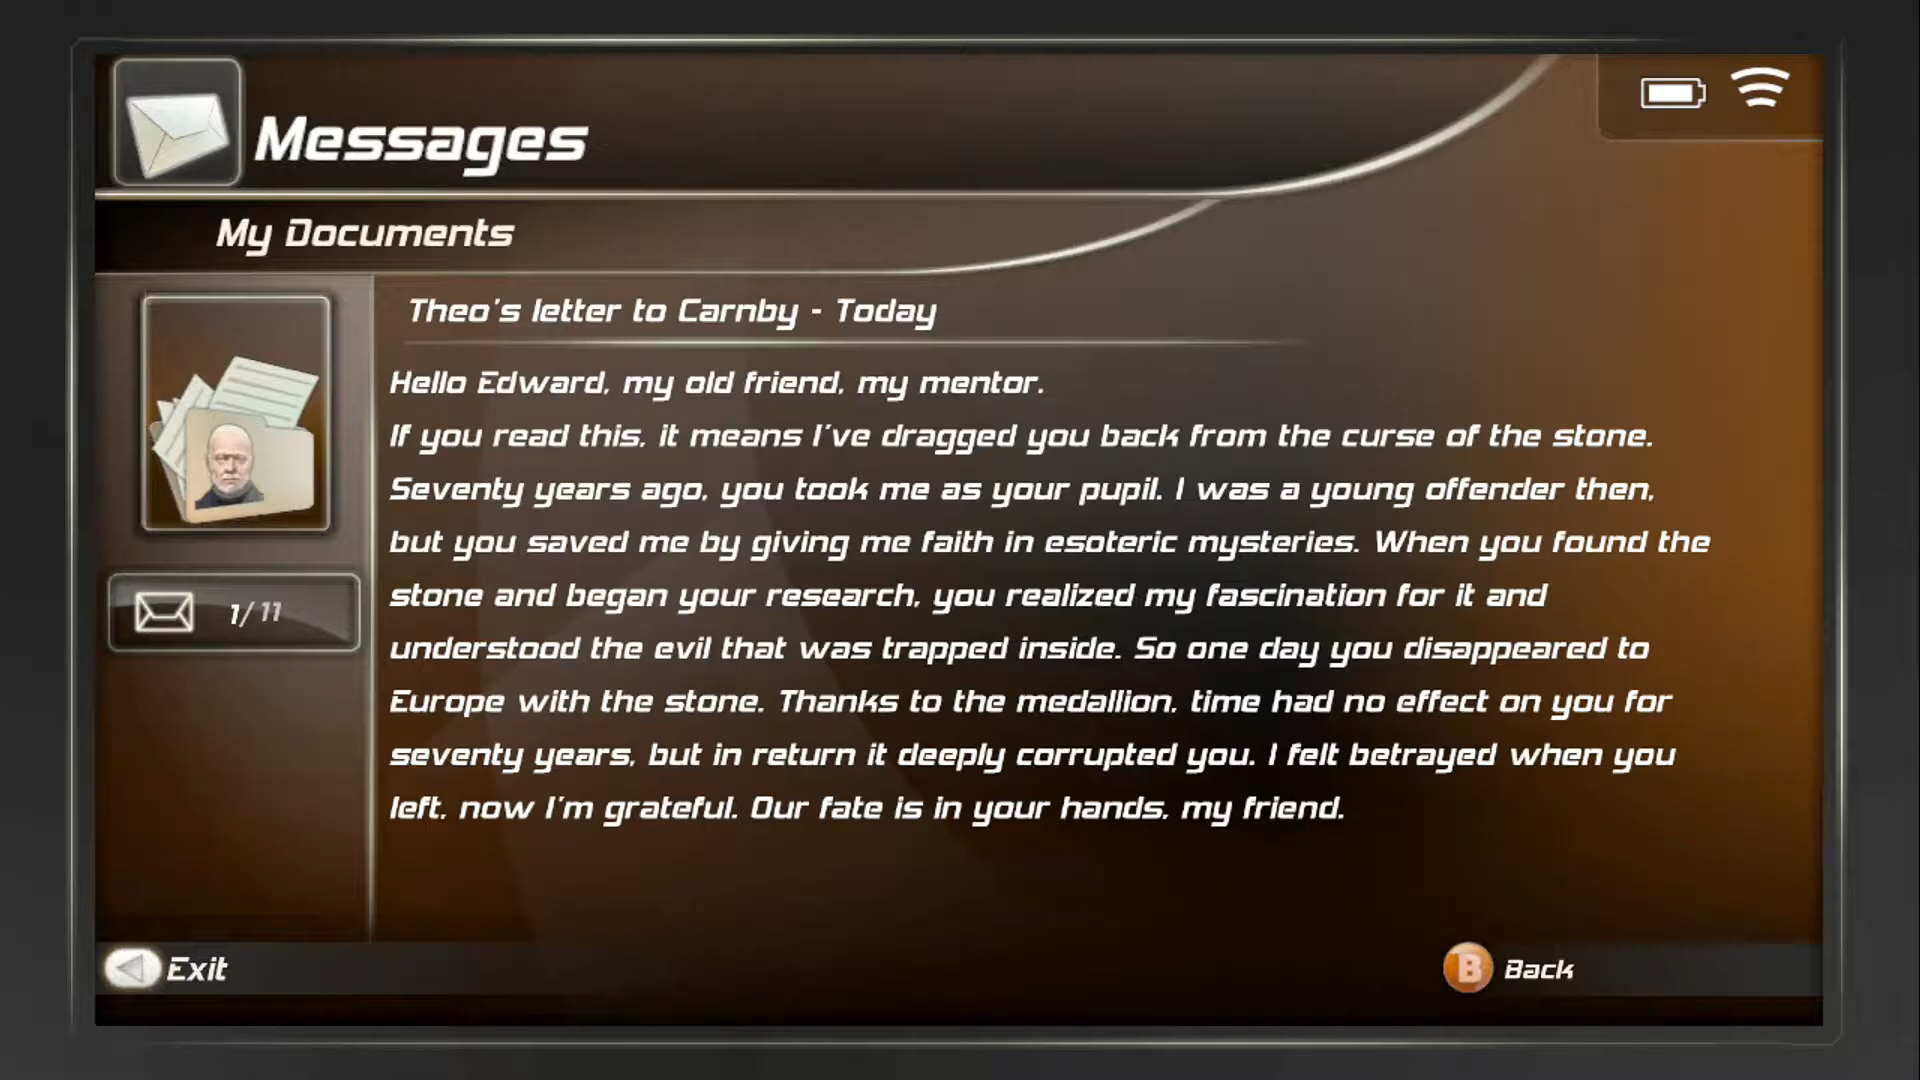 Messages
My Documents
Theo's letter to Carnby - Today
Hello Edward, my old friend, my mentor.
If you read this, it means I've dragged you back from the curse of the stone.
Seventy years ago, you took me as your pupil. I was a young offender then,
but you saved me by giving me faith in esoteric mysteries. When you found the
stone and began your research, you realized my fascination for it and
understood the evil that was trapped inside. So one day you disappeared to
Europe with the stone. Thanks to the medallion, time had no effect on you for
seventy years, but in return it deeply corrupted you. I felt betrayed when you
left, now I'm grateful. Our fate is in your hands, my friend.
1/11
Exit
B Back